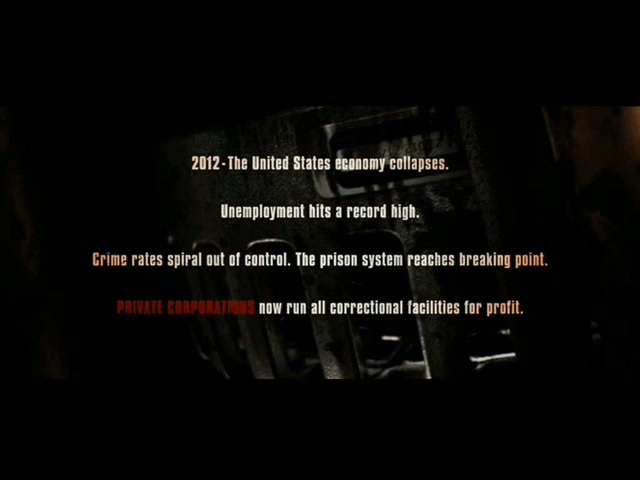 2012 - The United States economy collapses.
Unemployment hits a record high.
Crime rates spiral out of control. The prison system reaches breaking point.
PRIVATE CORPORATIONS now run all correctional facilities for profit.